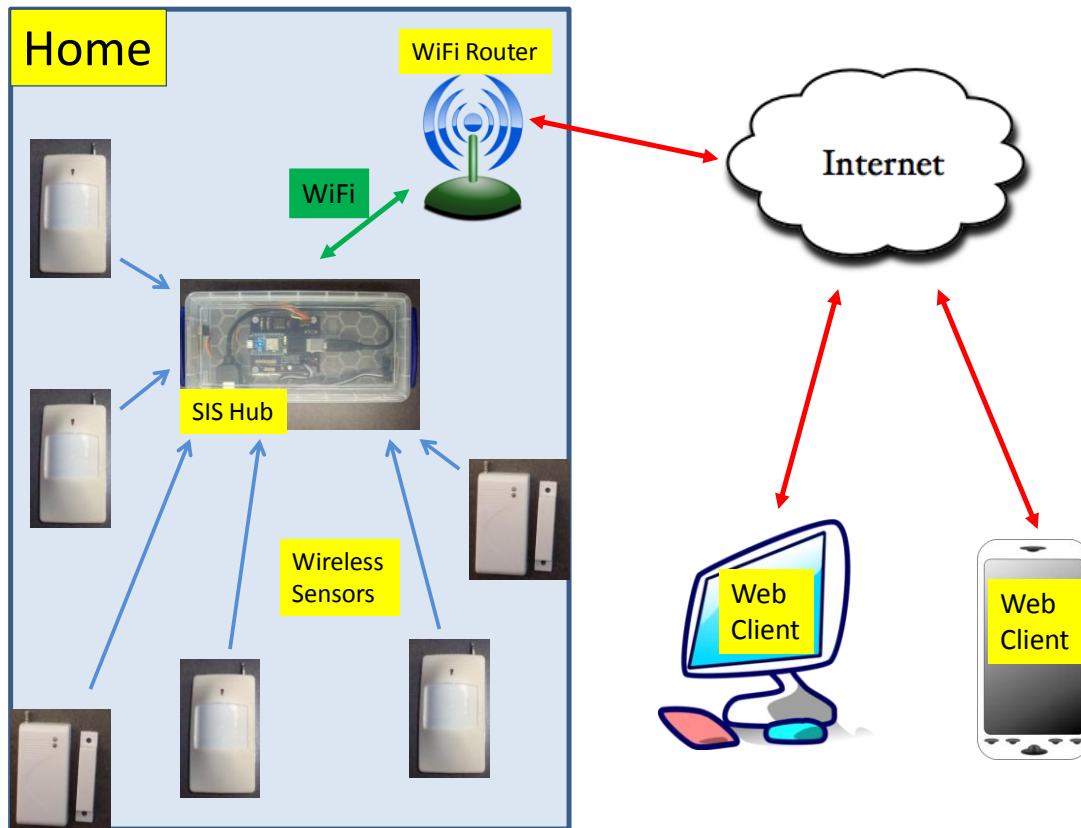 Home
WiFi Router
WiFi
Internet
SIS Hub
Wireless
Sensors
Web
Client
Web
Client